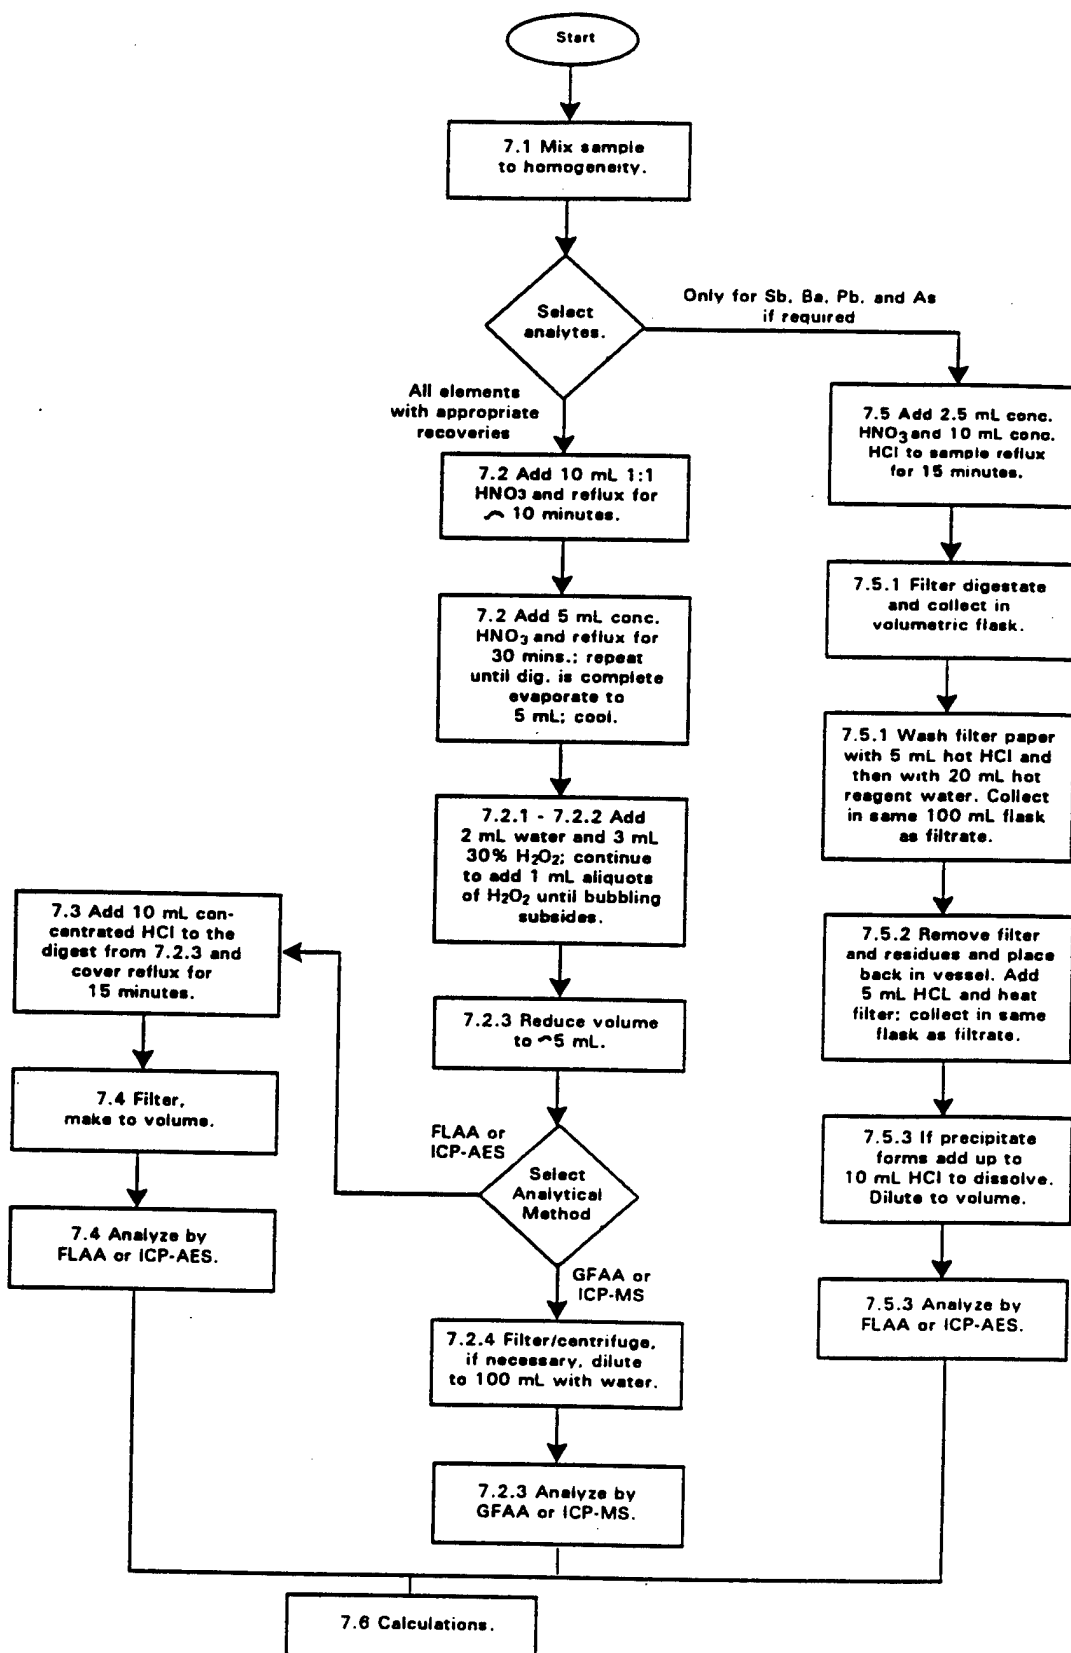 Start
7.1 Mix sample
to homogeneity.
Select
analytes.
Only for Sb, Ba, Pb, and As
if required
All elements
with appropriate
recoveries
7.2 Add 10 mL 1:1
HNO3 and reflux for
~ 10 minutes.
7.2 Add 5 mL conc.
HNO3 and reflux for
30 mins.; repeat
until dig. is complete
evaporate to
5 mL; cool.
7.2.1 - 7.2.2 Add
2 mL water and 3 mL
30% H2O2; continue
to add 1 mL aliquots
of H2O2 until bubbling
subsides.
7.2.3 Reduce volume
to ~5 mL.
Select
Analytical
Method
FLAA or
ICP-AES
7.3 Add 10 mL con-
centrated HCl to the
digest from 7.2.3 and
cover reflux for
15 minutes.
7.4 Filter,
make to volume.
7.4 Analyze by
FLAA or ICP-AES.
GFAA or
ICP-MS
7.2.4 Filter/centrifuge,
if necessary, dilute
to 100 mL with water.
7.2.3 Analyze by
GFAA or ICP-MS.
7.5 Add 2.5 mL conc.
HNO3 and 10 mL conc.
HCl to sample reflux
for 15 minutes.
7.5.1 Filter digestate
and collect in
volumetric flask.
7.5.1 Wash filter paper
with 5 mL hot HCl and
then with 20 mL hot
reagent water. Collect
in same 100 mL flask
as filtrate.
7.5.2 Remove filter
and residues and place
back in vessel. Add
5 mL HCL and heat
filter; collect in same
flask as filtrate.
7.5.3 If precipitate
forms add up to
10 mL HCl to dissolve.
Dilute to volume.
7.5.3 Analyze by
FLAA or ICP-AES.
7.6 Calculations.